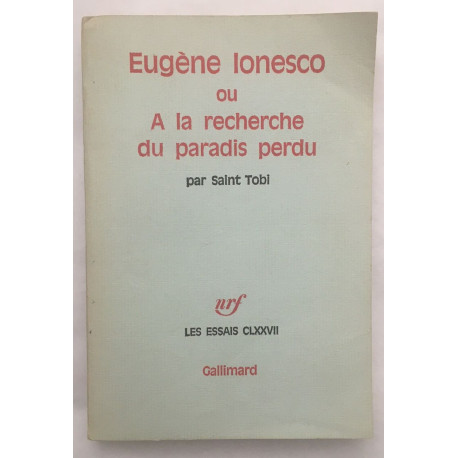 Eugène Ionesco
ou
A la recherche
du paradis perdu
par Saint Tobi
nrf
LES ESSAIS CLXXVII
Gallimard